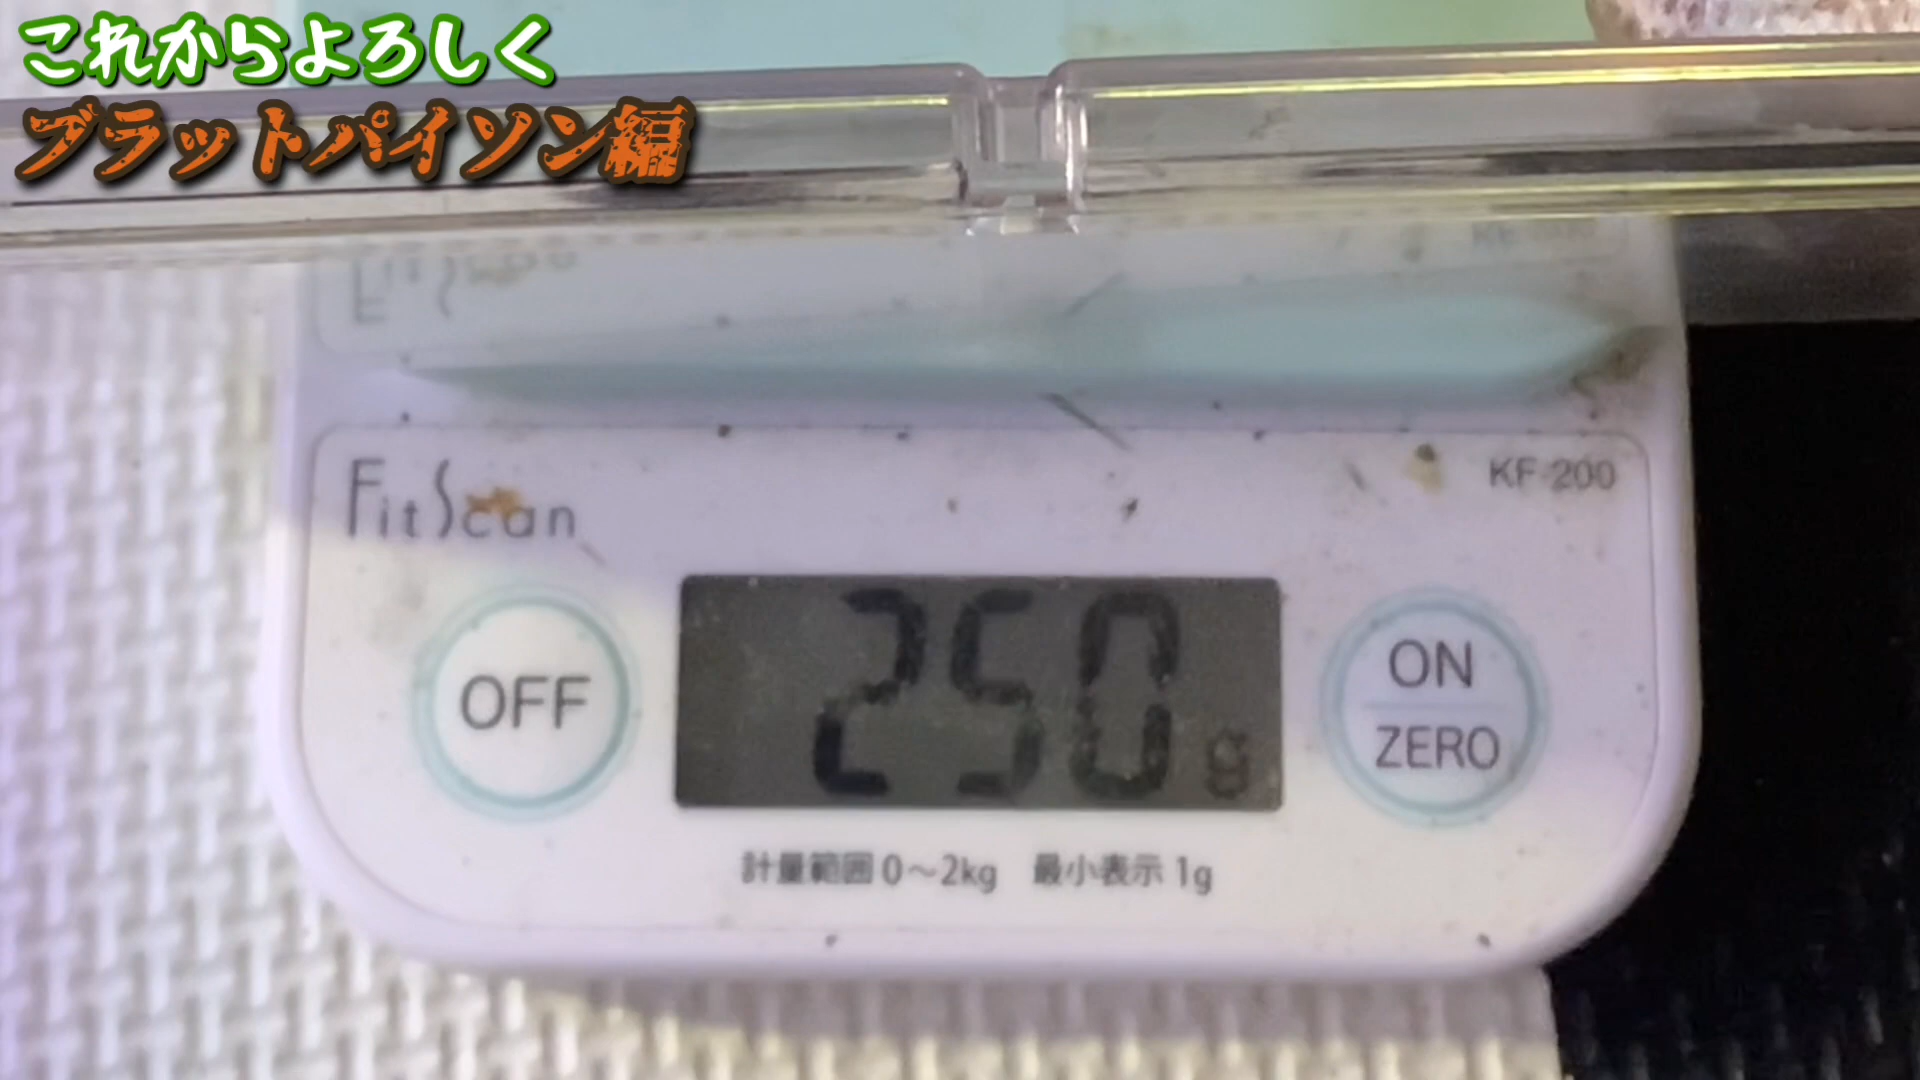 これからよろしく
ブラットパイソン編
FitScan
KF-200
OFF
250g
ON
ZERO
計量範囲 0～2kg 最小表示 1g